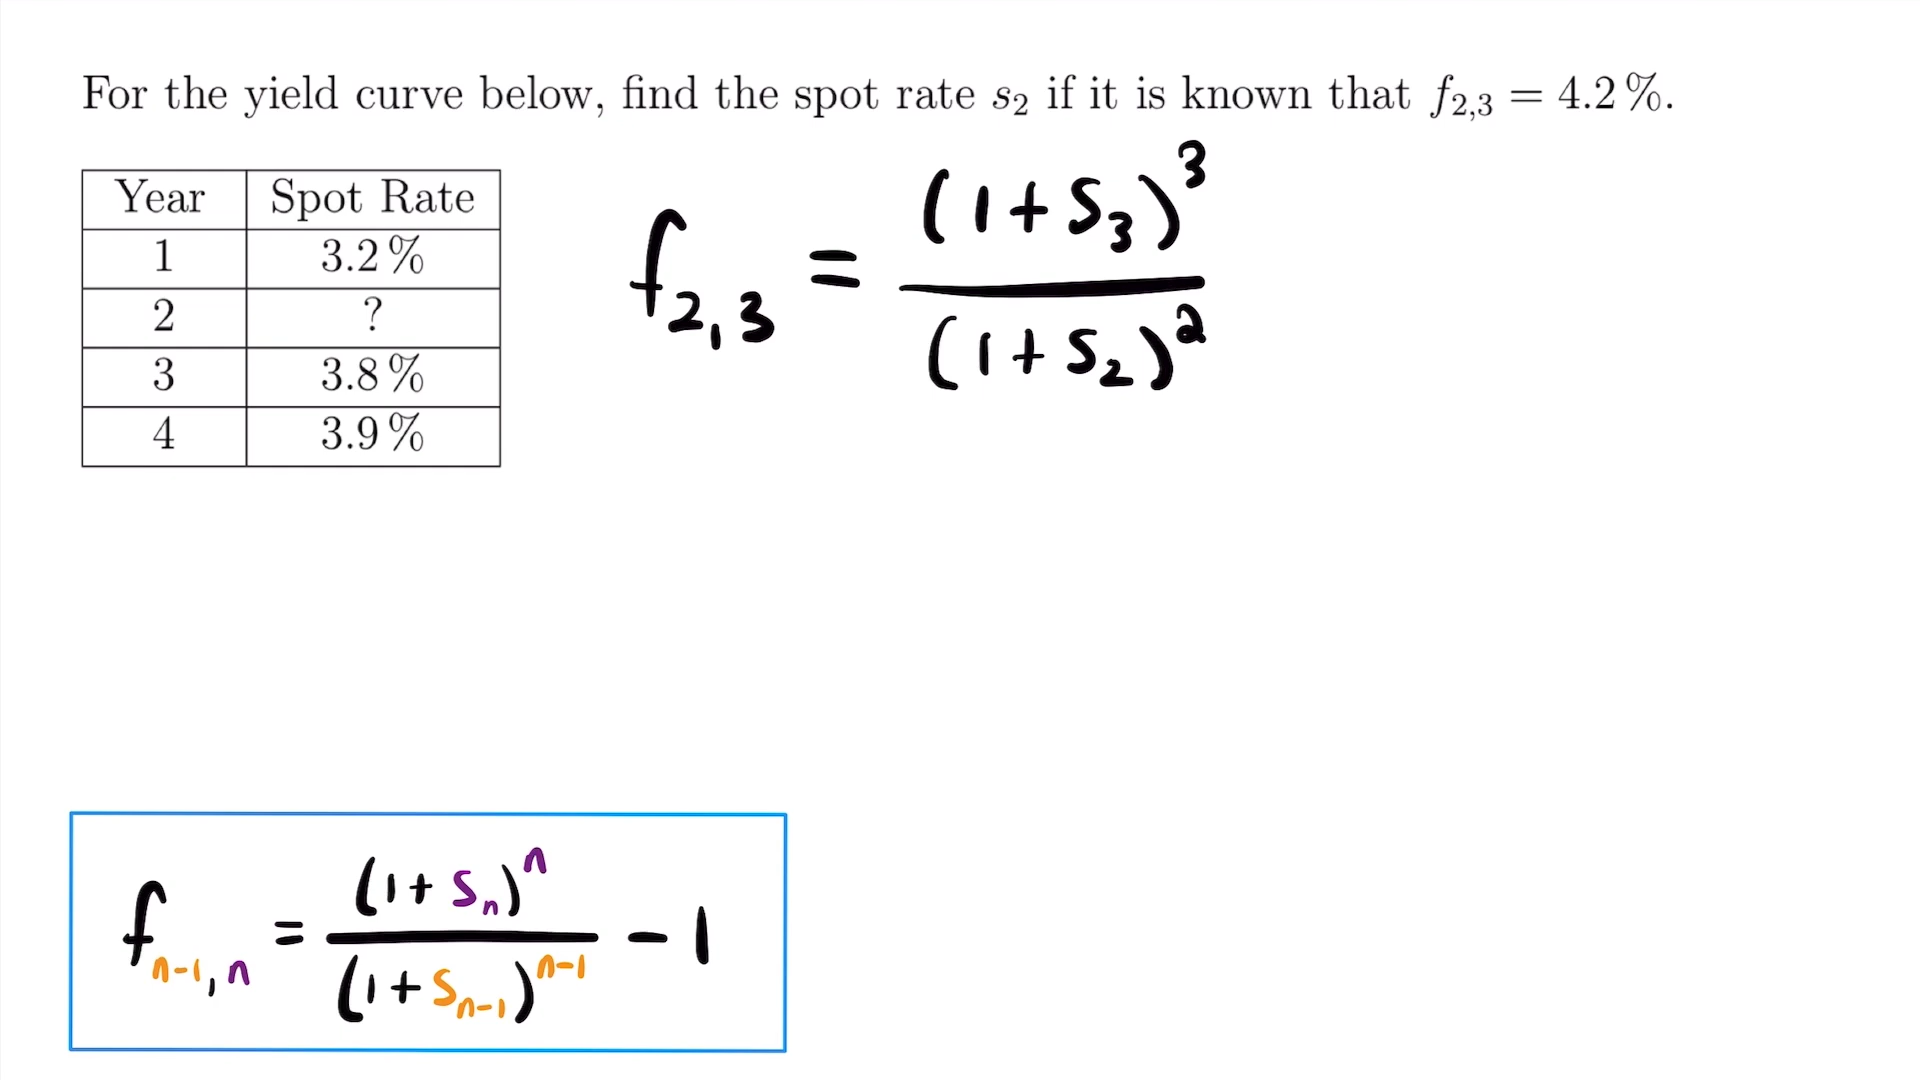 For the yield curve below, find the spot rate s₂ if it is known that f₂,₃ = 4.2%.
Year Spot Rate
1 3.2%
2 ?
3 3.8%
4 3.9%
f₂,₃ = (1+S₃)³ / (1+S₂)²
fₙ₋₁,ₙ = (1+Sₙ)ⁿ / (1+Sₙ₋₁)ⁿ⁻¹ − 1